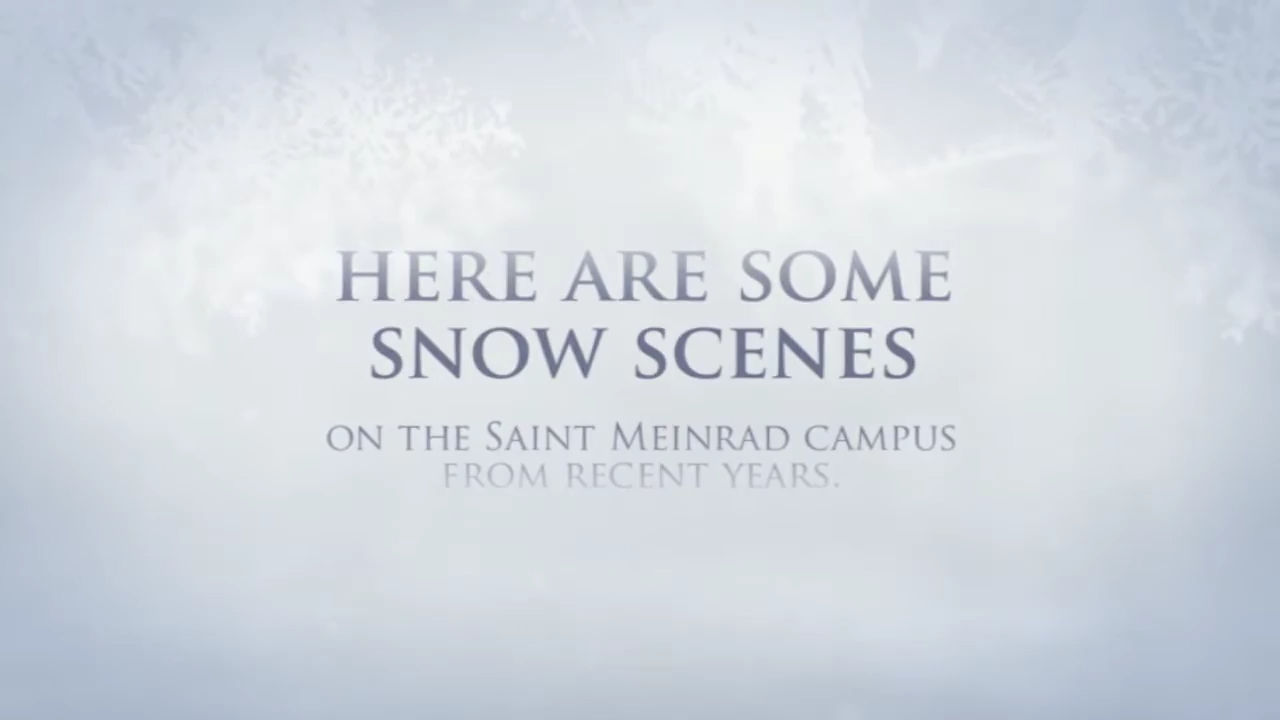 HERE ARE SOME
SNOW SCENES
ON THE SAINT MEINRAD CAMPUS
FROM RECENT YEARS.